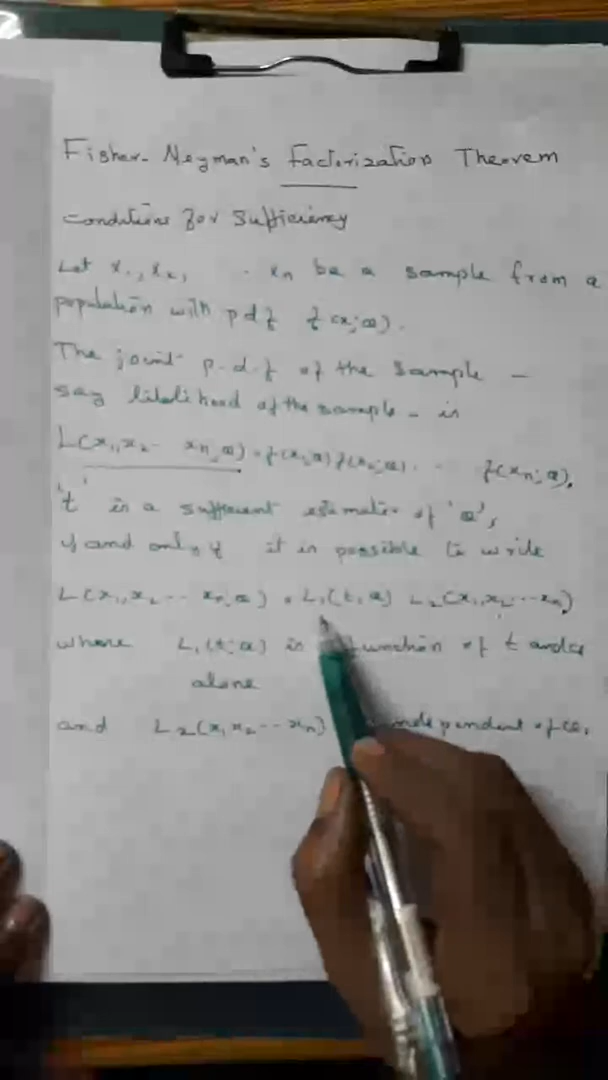 Fisher-Neyman's Factorization Theorem
Conditions for Sufficiency
Let x₁, x₂, . xn be a sample from a
population with pdf f(x;θ).
The joint p.d.f of the sample –
say likelihood of the sample - is
L(x₁,x₂ - xn;θ) = f(x₁;θ) f(x₂;θ). . f(xn;θ).
't' is a sufficient estimator of 'θ',
if and only if it is possible to write
L(x₁,x₂ ... xn;θ) = L₁(t,θ) L₂(x₁,x₂ ... xn)
where L₁(t;θ) is function of t and θ
alone
and L₂(x₁x₂...xn) independent of θ.